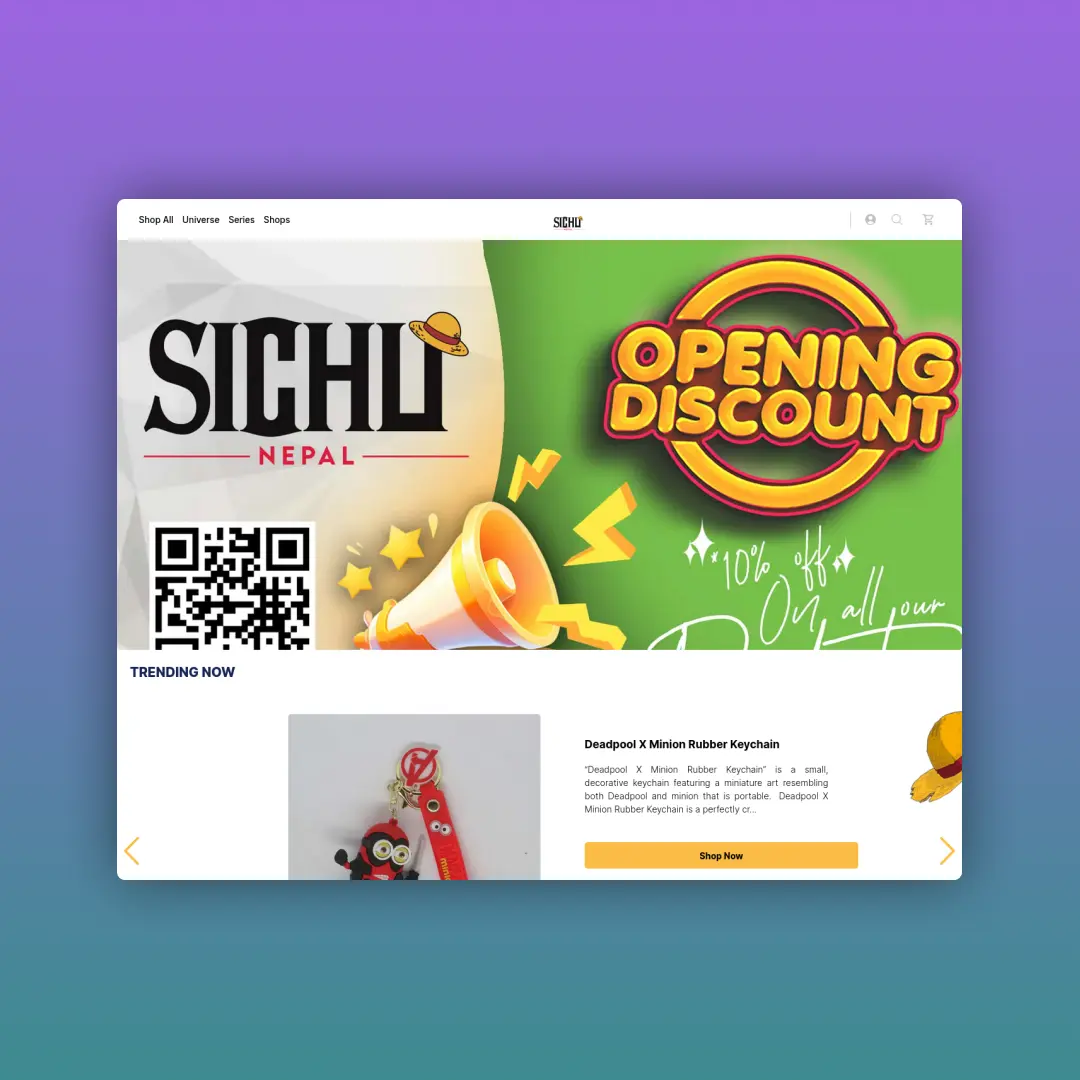 Shop All Universe Series Shops
SICHU
NEPAL
SICHU
NEPAL
OPENING
DISCOUNT
10% off
On all our
TRENDING NOW
Deadpool X Minion Rubber Keychain
“Deadpool X Minion Rubber Keychain” is a small,
decorative keychain featuring a miniature art resembling
both Deadpool and minion that is portable. Deadpool X
Minion Rubber Keychain is a perfectly cr...
Shop Now